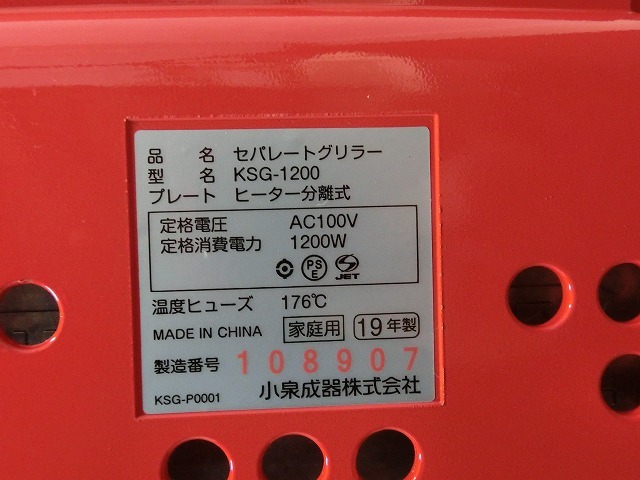 品　名　セパレートグリラー
型　名　KSG-1200
プレート　ヒーター分離式
定格電圧　AC100V
定格消費電力　1200W
PSE JET
温度ヒューズ　176℃
MADE IN CHINA 家庭用 19年製
製造番号 108907
KSG-P0001 小泉成器株式会社